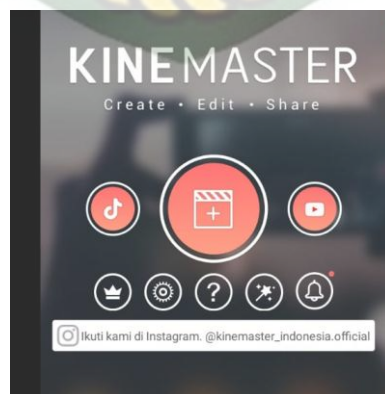 KINEMASTER
Create • Edit • Share
?
Ikuti kami di Instagram. @kinemaster_indonesia.official